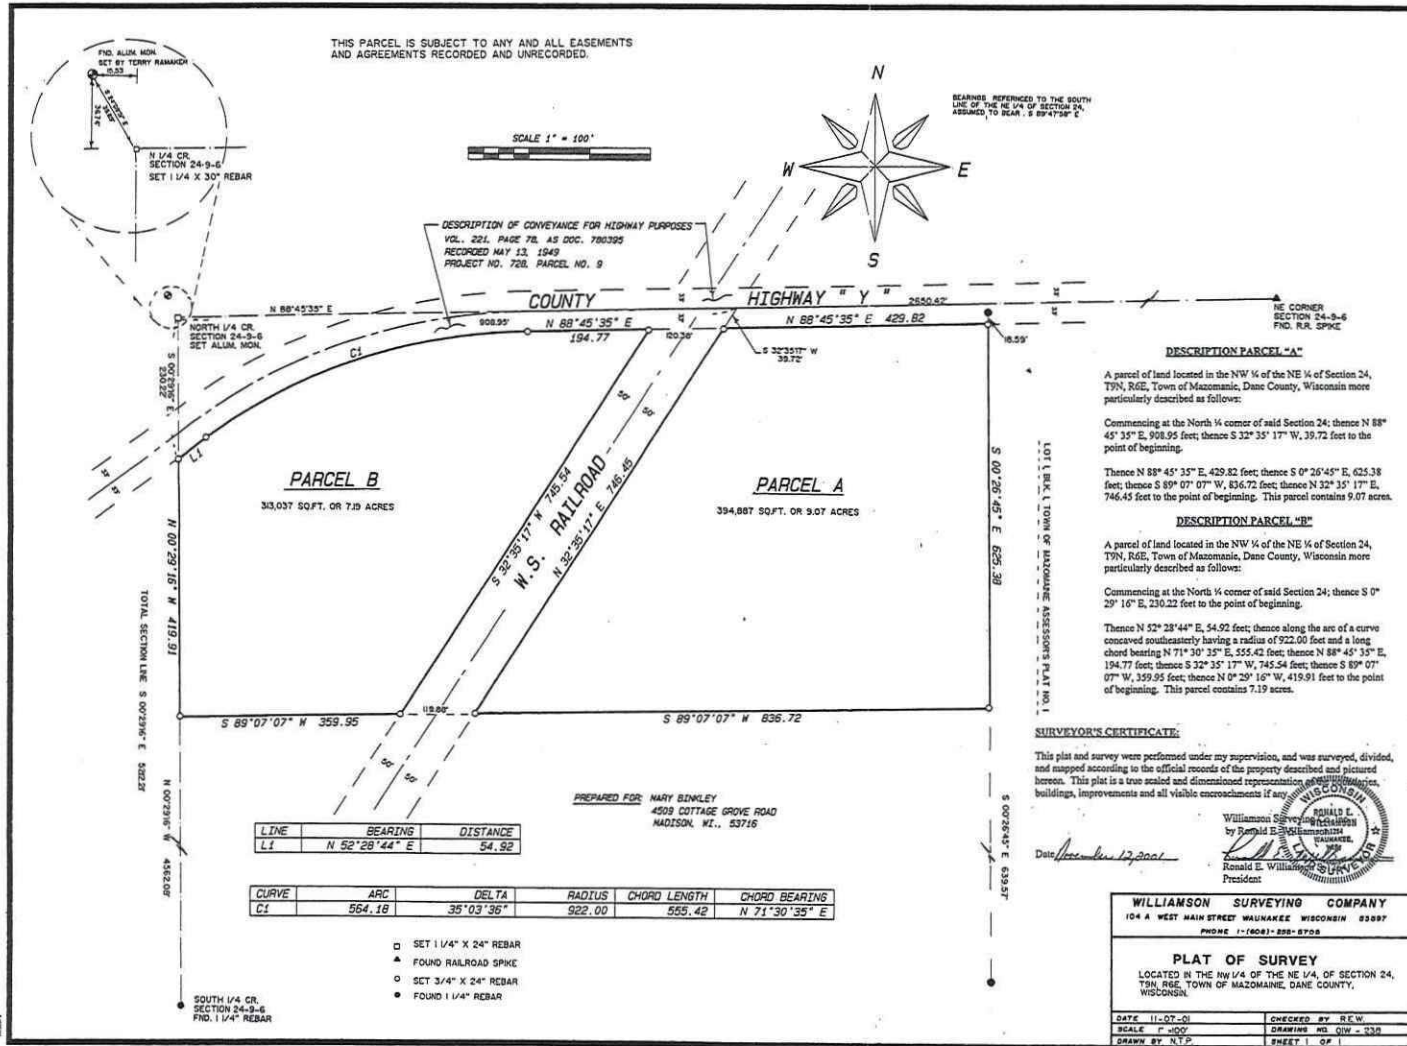 THIS PARCEL IS SUBJECT TO ANY AND ALL EASEMENTS
AND AGREEMENTS RECORDED AND UNRECORDED.
FND. ALUM. MON.
SET BY TERRY RAMAKER
15.53
36.74'
N 1/4 CR.
SECTION 24-9-6
SET 1 1/4 X 30" REBAR
SCALE 1" = 100'
N
W
E
S
BEARINGS REFERENCED TO THE SOUTH
LINE OF THE NE 1/4 OF SECTION 24,
ASSUMED TO BEAR . S 89°47'58" E
DESCRIPTION OF CONVEYANCE FOR HIGHWAY PURPOSES
VOL. 221, PAGE 78, AS DOC. 780395
RECORDED MAY 13, 1949
PROJECT NO. 728, PARCEL NO. 9
N 88°45'35" E
COUNTY
HIGHWAY " Y "
2650.42'
33'
33'
33'
33'
NE CORNER
SECTION 24-9-6
FND. R.R. SPIKE
NORTH 1/4 CR.
SECTION 24-9-6
SET ALUM. MON.
908.95'
N 88°45'35" E
194.77
120.38'
N 88°45'35" E 429.82
18.59'
S 32°35'17" W
39.72'
C1
S 00°29'16" E,
230.22'
L1
33'
33'
50'
50'
PARCEL B
313,037 SQ.FT. OR 7.19 ACRES
S 32°35'17" W 745.54
W.S. RAILROAD
N 32°35'17" E 746.45
PARCEL A
394,887 SQ.FT. OR 9.07 ACRES
S 00°26'45" E 625.38
LOT 1, BLK. 1, TOWN OF MAZOMANIE ASSESSOR'S PLAT NO. 1
N 00°29'16" W 419.91
TOTAL SECTION LINE S 00°29'16" E
S 89°07'07" W 359.95
119.88'
S 89°07'07" W 836.72
50'
50'
N 00°29'16" W 4562.08'
S 00°26'45" E 639.57'
PREPARED FOR: MARY BINKLEY
4509 COTTAGE GROVE ROAD
MADISON, WI., 53716
LINE BEARING DISTANCE
L1 N 52°28'44" E 54.92
CURVE ARC DELTA RADIUS CHORD LENGTH CHORD BEARING
C1 564.18 35°03'36" 922.00 555.42 N 71°30'35" E
SET 1 1/4" X 24" REBAR
FOUND RAILROAD SPIKE
SET 3/4" X 24" REBAR
FOUND 1 1/4" REBAR
SOUTH 1/4 CR.
SECTION 24-9-6
FND. 1 1/4" REBAR
DESCRIPTION PARCEL "A"
A parcel of land located in the NW ¼ of the NE ¼ of Section 24,
T9N, R6E, Town of Mazomanie, Dane County, Wisconsin more
particularly described as follows:
Commencing at the North ¼ corner of said Section 24; thence N 88°
45' 35" E, 908.95 feet; thence S 32° 35' 17" W, 39.72 feet to the
point of beginning.
Thence N 88° 45' 35" E, 429.82 feet; thence S 0° 26'45" E, 625.38
feet; thence S 89° 07' 07" W, 836.72 feet; thence N 32° 35' 17" E,
746.45 feet to the point of beginning. This parcel contains 9.07 acres.
DESCRIPTION PARCEL "B"
A parcel of land located in the NW ¼ of the NE ¼ of Section 24,
T9N, R6E, Town of Mazomanie, Dane County, Wisconsin more
particularly described as follows:
Commencing at the North ¼ corner of said Section 24; thence S 0°
29' 16" E, 230.22 feet to the point of beginning.
Thence N 52° 28'44" E, 54.92 feet; thence along the arc of a curve
concaved southeasterly having a radius of 922.00 feet and a long
chord bearing N 71° 30' 35" E, 555.42 feet; thence N 88° 45' 35" E,
194.77 feet; thence S 32° 35' 17" W, 745.54 feet; thence S 89° 07'
07" W, 359.95 feet; thence N 0° 29' 16" W, 419.91 feet to the point
of beginning. This parcel contains 7.19 acres.
SURVEYOR'S CERTIFICATE:
This plat and survey were performed under my supervision, and was surveyed, divided,
and mapped according to the official records of the property described and pictured
hereon. This plat is a true scaled and dimensioned representation of the boundaries,
buildings, improvements and all visible encroachments if any.
Williamson Surveying
by Ronald E. Williamson
Date November 12, 2001
Ronald E. Williamson
President
WISCONSIN
RONALD E.
WILLIAMSON
WAUNAKEE,
LAND SURVEYOR
WILLIAMSON SURVEYING COMPANY
104 A WEST MAIN STREET WAUNAKEE WISCONSIN 53597
PLAT OF SURVEY
LOCATED IN THE NW 1/4 OF THE NE 1/4, OF SECTION 24,
T9N, R6E, TOWN OF MAZOMAINIE, DANE COUNTY,
WISCONSIN.
DATE 11-07-01 CHECKED BY R.E.W.
SCALE 1" =100' DRAWING NO. 01W - 238
DRAWN BY N.T.P. SHEET 1 OF 1